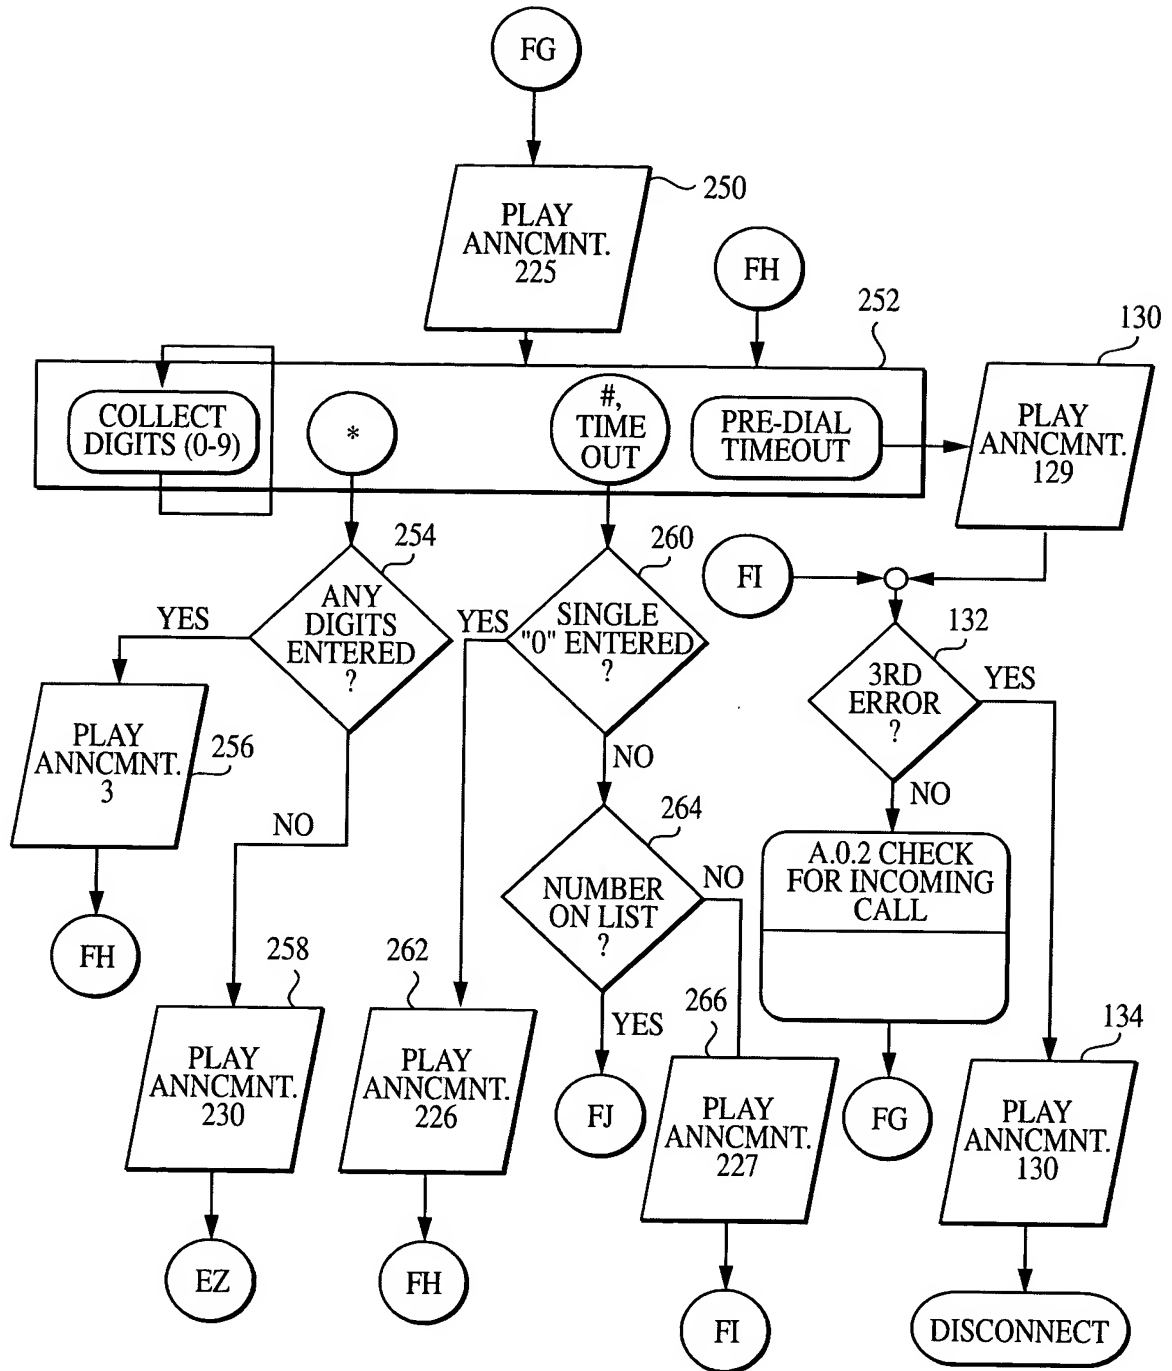 FG
250
PLAY
ANNCMNT.
225
FH
252
130
COLLECT
DIGITS (0-9)
*
#,
TIME
OUT
PRE-DIAL
TIMEOUT
PLAY
ANNCMNT.
129
254
260
FI
ANY
DIGITS
ENTERED
?
YES
SINGLE
"0" ENTERED
?
YES
132
3RD
ERROR
?
YES
PLAY
ANNCMNT.
3
256
NO
NO
NO
264
NUMBER
ON LIST
?
NO
A.0.2 CHECK
FOR INCOMING
CALL
FH
258
262
YES
266
134
PLAY
ANNCMNT.
230
PLAY
ANNCMNT.
226
FJ
PLAY
ANNCMNT.
227
FG
PLAY
ANNCMNT.
130
EZ
FH
FI
DISCONNECT